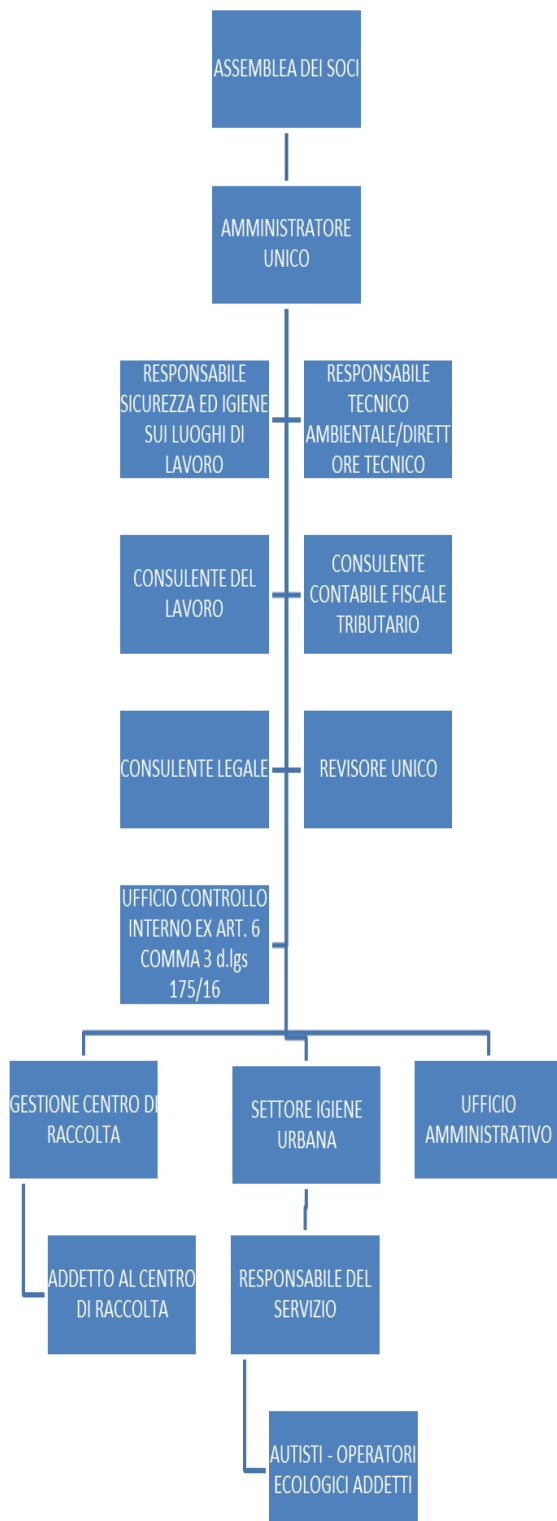 ASSEMBLEA DEI SOCI
AMMINISTRATORE
UNICO
RESPONSABILE
SICUREZZA ED IGIENE
SUI LUOGHI DI
LAVORO
RESPONSABILE
TECNICO
AMBIENTALE/DIRETT
ORE TECNICO
CONSULENTE DEL
LAVORO
CONSULENTE
CONTABILE FISCALE
TRIBUTARIO
CONSULENTE LEGALE
REVISORE UNICO
UFFICIO CONTROLLO
INTERNO EX ART. 6
COMMA 3 d.lgs
175/16
GESTIONE CENTRO DI
RACCOLTA
SETTORE IGIENE
URBANA
UFFICIO
AMMINISTRATIVO
ADDETTO AL CENTRO
DI RACCOLTA
RESPONSABILE DEL
SERVIZIO
AUTISTI - OPERATORI
ECOLOGICI ADDETTI